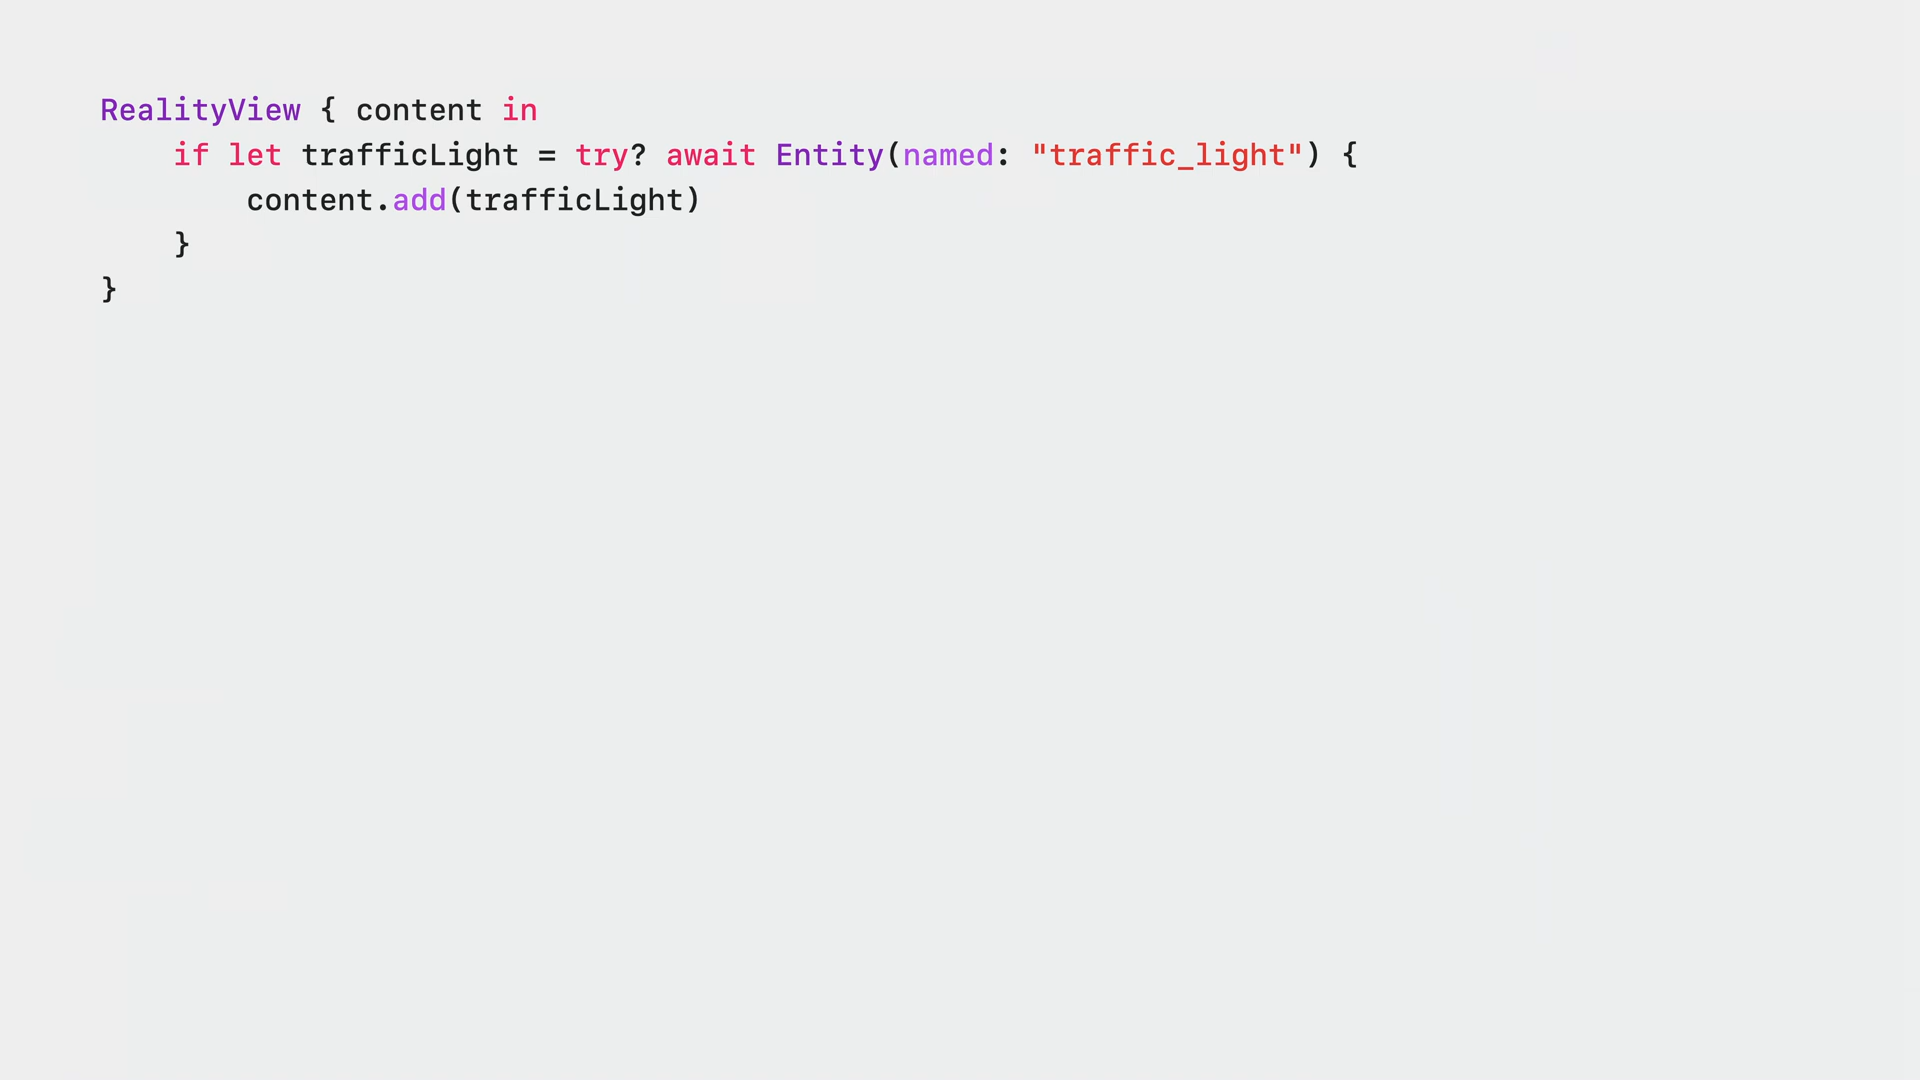 RealityView { content in
    if let trafficLight = try? await Entity(named: "traffic_light") {
        content.add(trafficLight)
    }
}